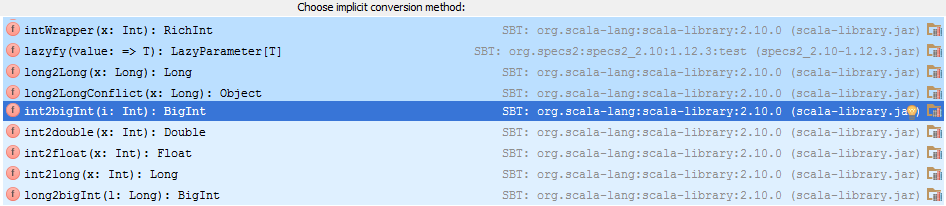 Choose implicit conversion method:
f intWrapper(x: Int): RichInt SBT: org.scala-lang:scala-library:2.10.0 (scala-library.jar)
f lazyfy(value: => T): LazyParameter[T] SBT: org.specs2:specs2_2.10:1.12.3:test (specs2_2.10-1.12.3.jar)
f long2Long(x: Long): Long SBT: org.scala-lang:scala-library:2.10.0 (scala-library.jar)
f long2LongConflict(x: Long): Object SBT: org.scala-lang:scala-library:2.10.0 (scala-library.jar)
f int2bigInt(i: Int): BigInt SBT: org.scala-lang:scala-library:2.10.0 (scala-library.jar)
f int2double(x: Int): Double SBT: org.scala-lang:scala-library:2.10.0 (scala-library.jar)
f int2float(x: Int): Float SBT: org.scala-lang:scala-library:2.10.0 (scala-library.jar)
f int2long(x: Int): Long SBT: org.scala-lang:scala-library:2.10.0 (scala-library.jar)
f long2bigInt(l: Long): BigInt SBT: org.scala-lang:scala-library:2.10.0 (scala-library.jar)